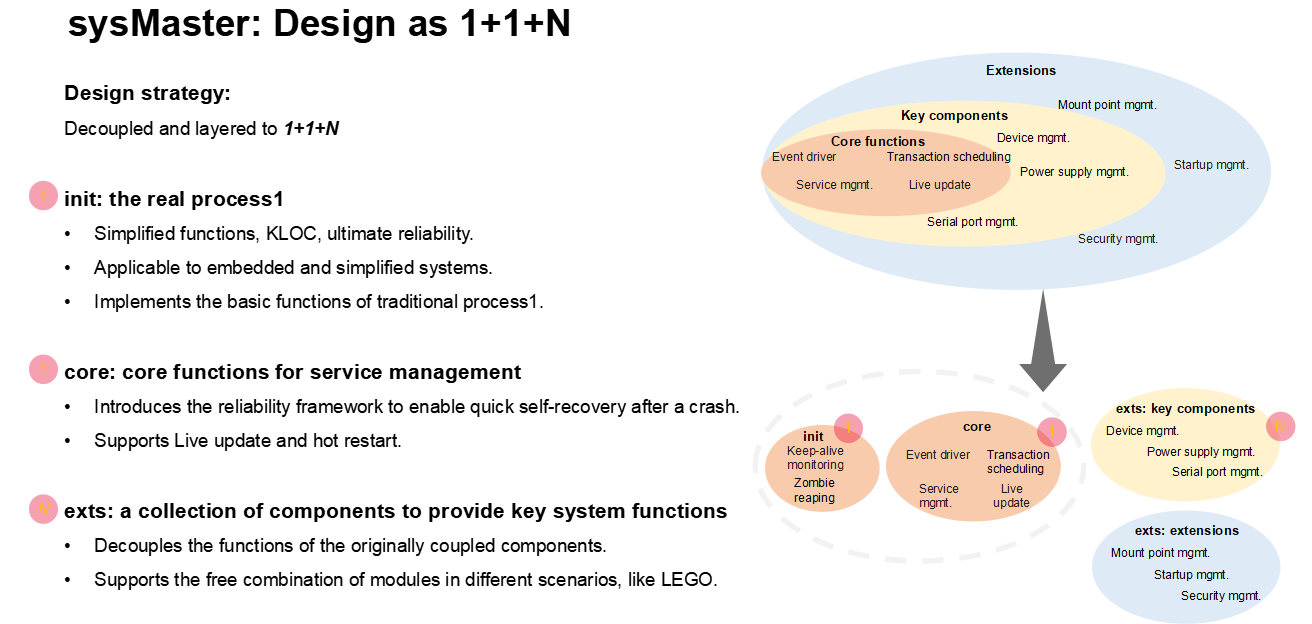 sysMaster: Design as 1+1+N
Design strategy:
Decoupled and layered to 1+1+N
1
init: the real process1
• Simplified functions, KLOC, ultimate reliability.
• Applicable to embedded and simplified systems.
• Implements the basic functions of traditional process1.
1
core: core functions for service management
• Introduces the reliability framework to enable quick self-recovery after a crash.
• Supports Live update and hot restart.
N
exts: a collection of components to provide key system functions
• Decouples the functions of the originally coupled components.
• Supports the free combination of modules in different scenarios, like LEGO.
Extensions
Mount point mgmt.
Key components
Device mgmt.
Core functions
Event driver
Transaction scheduling
Startup mgmt.
Power supply mgmt.
Service mgmt.
Live update
Serial port mgmt.
Security mgmt.
1
init
Keep-alive
monitoring
Zombie
reaping
1
core
Event driver
Transaction
scheduling
Service
mgmt.
Live
update
N
exts: key components
Device mgmt.
Power supply mgmt.
Serial port mgmt.
exts: extensions
Mount point mgmt.
Startup mgmt.
Security mgmt.